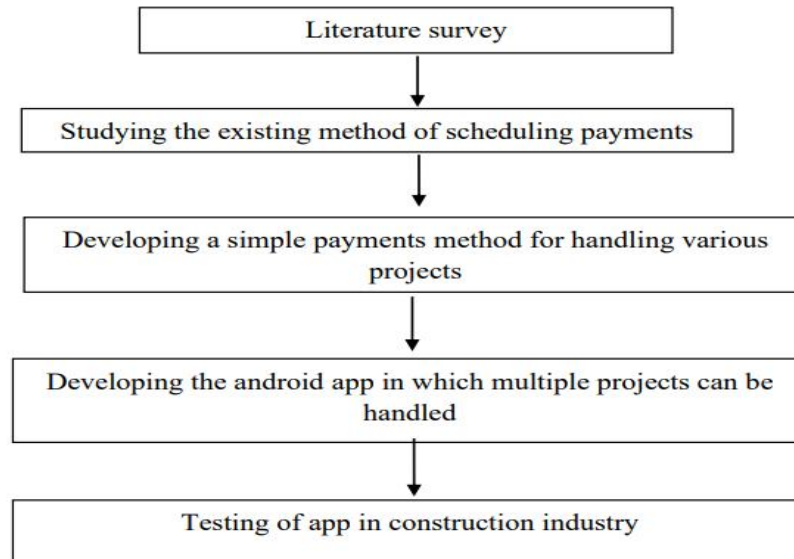 Literature survey
Studying the existing method of scheduling payments
Developing a simple payments method for handling various
projects
Developing the android app in which multiple projects can be
handled
Testing of app in construction industry